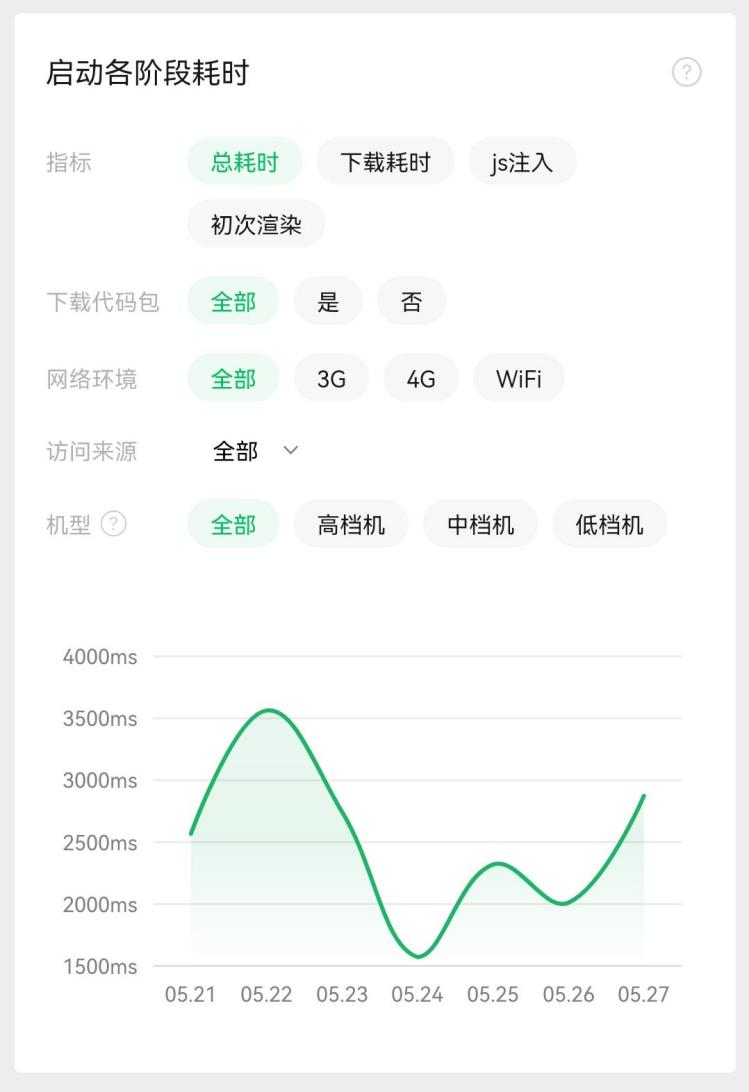 启动各阶段耗时 ?
指标 总耗时 下载耗时 js注入
初次渲染
下载代码包 全部 是 否
网络环境 全部 3G 4G WiFi
访问来源 全部
机型 ? 全部 高档机 中档机 低档机
4000ms
3500ms
3000ms
2500ms
2000ms
1500ms
05.21 05.22 05.23 05.24 05.25 05.26 05.27